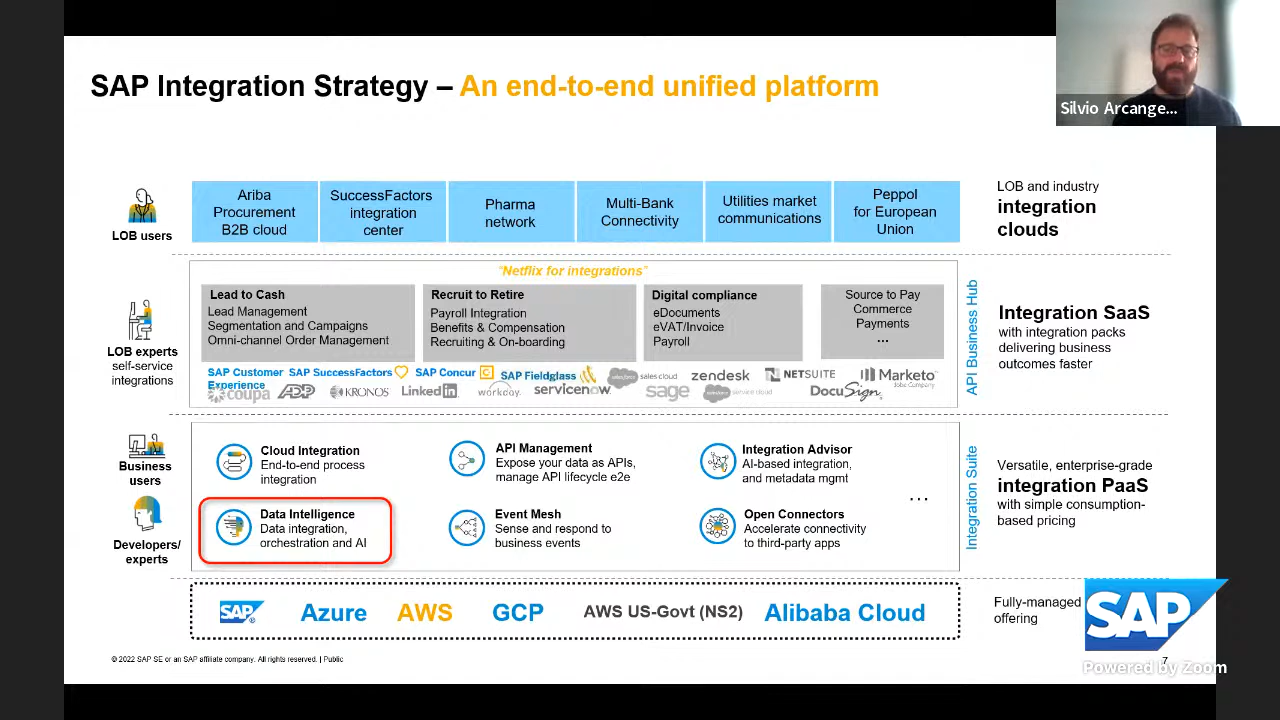 SAP Integration Strategy – An end-to-end unified platform
Silvio Arcange...
LOB users
Ariba
Procurement
B2B cloud
SuccessFactors
integration
center
Pharma
network
Multi-Bank
Connectivity
Utilities market
communications
Peppol
for European
Union
LOB and industry
integration
clouds
"Netflix for integrations"
LOB experts
self-service
integrations
Lead to Cash
Lead Management
Segmentation and Campaigns
Omni-channel Order Management
Recruit to Retire
Payroll Integration
Benefits & Compensation
Recruiting & On-boarding
Digital compliance
eDocuments
eVAT/Invoice
Payroll
Source to Pay
Commerce
Payments
...
SAP Customer
Experience
SAP SuccessFactors
SAP Concur
SAP Fieldglass
salesforce sales cloud
zendesk
NETSUITE
Marketo
coupa
ADP
KRONOS
LinkedIn
workday.
servicenow
sage
salesforce service cloud
DocuSign
API Business Hub
Integration SaaS
with integration packs
delivering business
outcomes faster
Business
users
Developers/
experts
Cloud Integration
End-to-end process
integration
API Management
Expose your data as APIs,
manage API lifecycle e2e
Integration Advisor
AI-based integration,
and metadata mgmt
Data Intelligence
Data integration,
orchestration and AI
Event Mesh
Sense and respond to
business events
Open Connectors
Accelerate connectivity
to third-party apps
...
Integration Suite
Versatile, enterprise-grade
integration PaaS
with simple consumption-
based pricing
SAP
Azure
AWS
GCP
AWS US-Govt (NS2)
Alibaba Cloud
Fully-managed
offering
SAP
© 2022 SAP SE or an SAP affiliate company. All rights reserved. | Public
7
Powered by Zoom